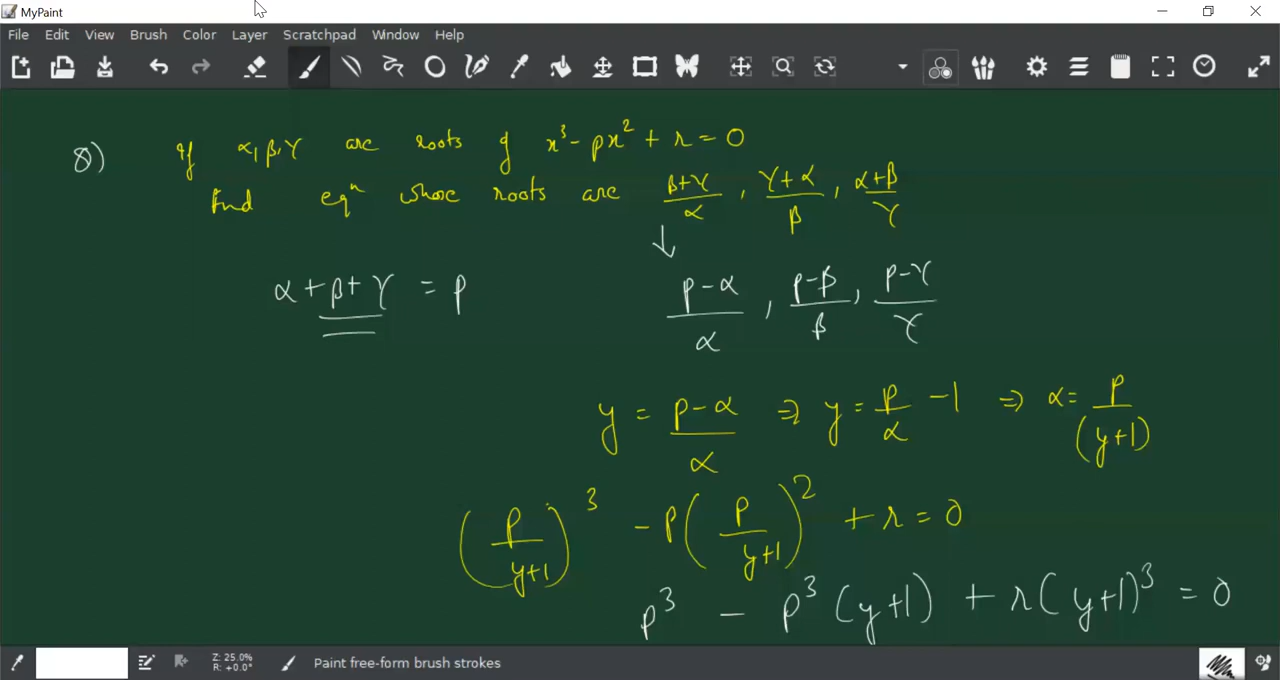 MyPaint
File Edit View Brush Color Layer Scratchpad Window Help
8) If α, β, γ are roots of x³ - px² + r = 0
find eqⁿ whose roots are (β+γ)/α , (γ+α)/β , (α+β)/γ
↓
α + β + γ = p
(p-α)/α , (p-β)/β , (p-γ)/γ
y = (p-α)/α ⇒ y = p/α - 1 ⇒ α = p/(y+1)
(p/(y+1))³ - p(p/(y+1))² + r = 0
p³ - p³(y+1) + r(y+1)³ = 0
Z: 25.0%
R: +0.0°
Paint free-form brush strokes